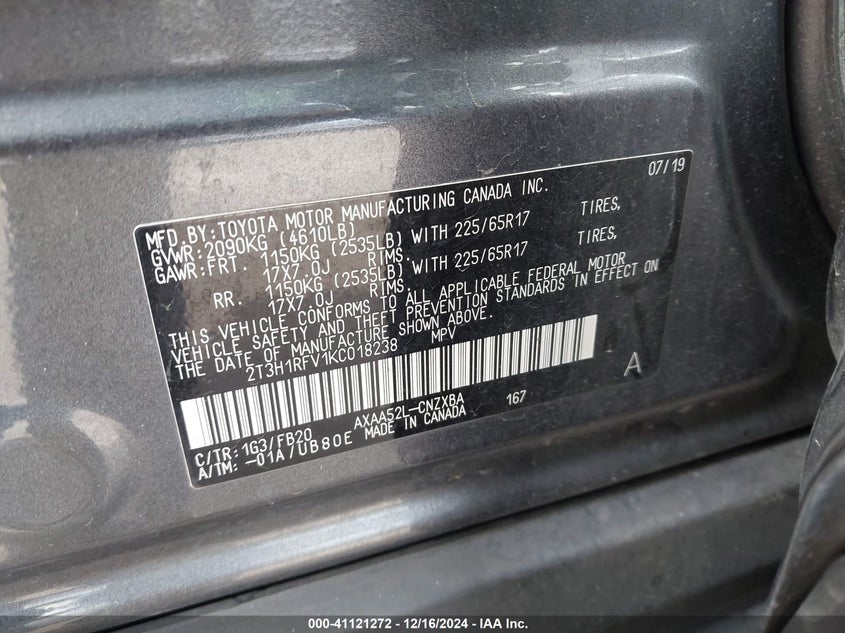 07/19
MFD.BY:TOYOTA MOTOR MANUFACTURING CANADA INC.
GVWR:2090KG (4610LB)
GAWR:FRT. 1150KG (2535LB) WITH 225/65R17 TIRES,
17X7.0J RIMS.
RR. 1150KG (2535LB) WITH 225/65R17 TIRES,
17X7.0J RIMS.
THIS VEHICLE CONFORMS TO ALL APPLICABLE FEDERAL MOTOR
VEHICLE SAFETY AND THEFT PREVENTION STANDARDS IN EFFECT ON
THE DATE OF MANUFACTURE SHOWN ABOVE.
2T3H1RFV1KC018238 MPV
A
C/TR:1G3/FB20 AXAA52L-CNZXBA 167
A/TM:-01A/UB80E MADE IN CANADA
000-41121272 - 12/16/2024 - IAA Inc.